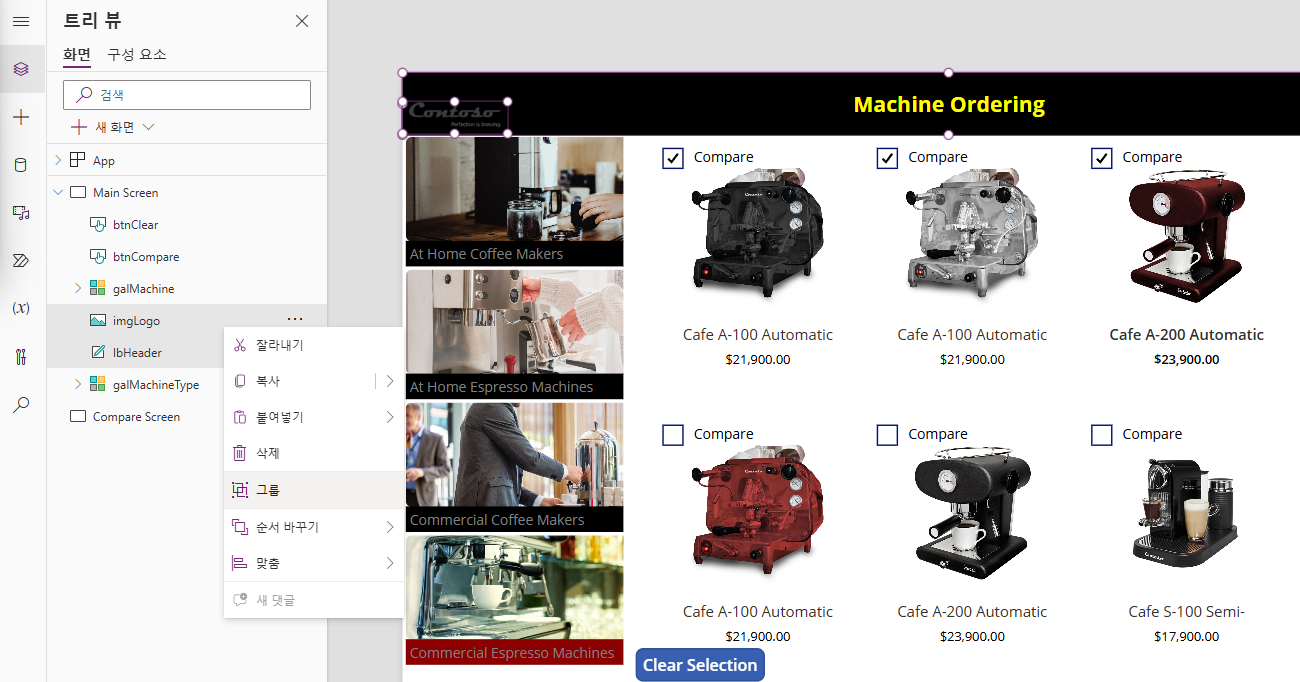 트리 뷰
화면 구성 요소
검색
새 화면
App
Main Screen
btnClear
btnCompare
galMachine
imgLogo
lbHeader
galMachineType
Compare Screen
잘라내기
복사
붙여넣기
삭제
그룹
순서 바꾸기
맞춤
새 댓글
Contoso
Perfection is brewing.
Machine Ordering
At Home Coffee Makers
At Home Espresso Machines
Commercial Coffee Makers
Commercial Espresso Machines
Compare Compare Compare
Cafe A-100 Automatic Cafe A-100 Automatic Cafe A-200 Automatic
$21,900.00 $21,900.00 $23,900.00
Compare Compare Compare
Cafe A-100 Automatic Cafe A-200 Automatic Cafe S-100 Semi-
$21,900.00 $23,900.00 $17,900.00
Clear Selection